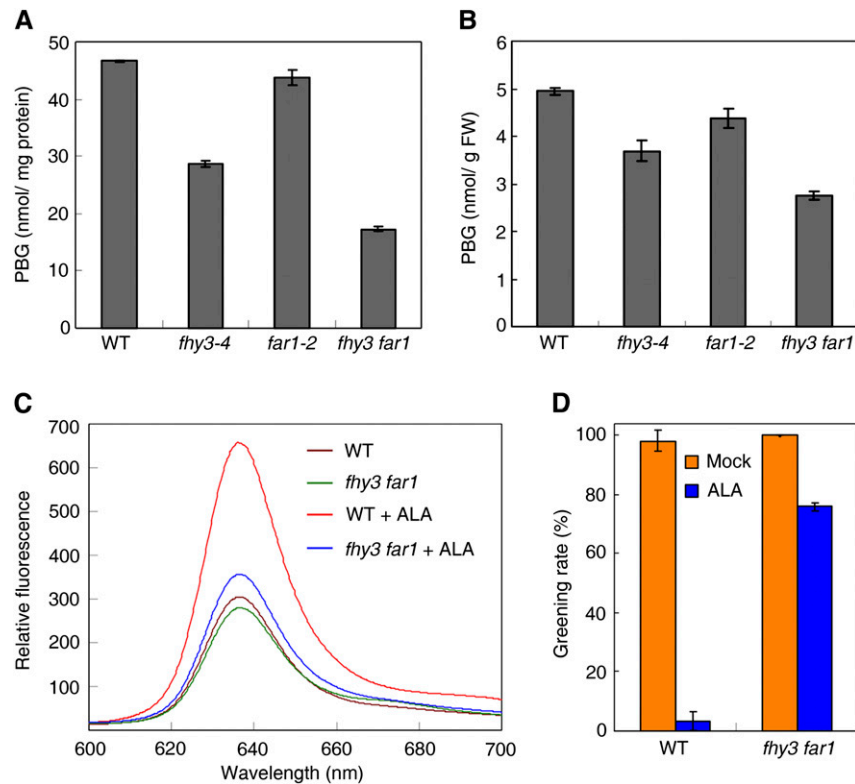 A
PBG (nmol/ mg protein)
50
40
30
20
10
0
WT fhy3-4 far1-2 fhy3 far1
B
PBG (nmol/ g FW)
6
5
4
3
2
1
0
WT fhy3-4 far1-2 fhy3 far1
C
Relative fluorescence
700
600
500
400
300
200
100
600 620 640 660 680 700
Wavelength (nm)
WT
fhy3 far1
WT + ALA
fhy3 far1 + ALA
D
Greening rate (%)
100
80
60
40
20
0
Mock
ALA
WT fhy3 far1